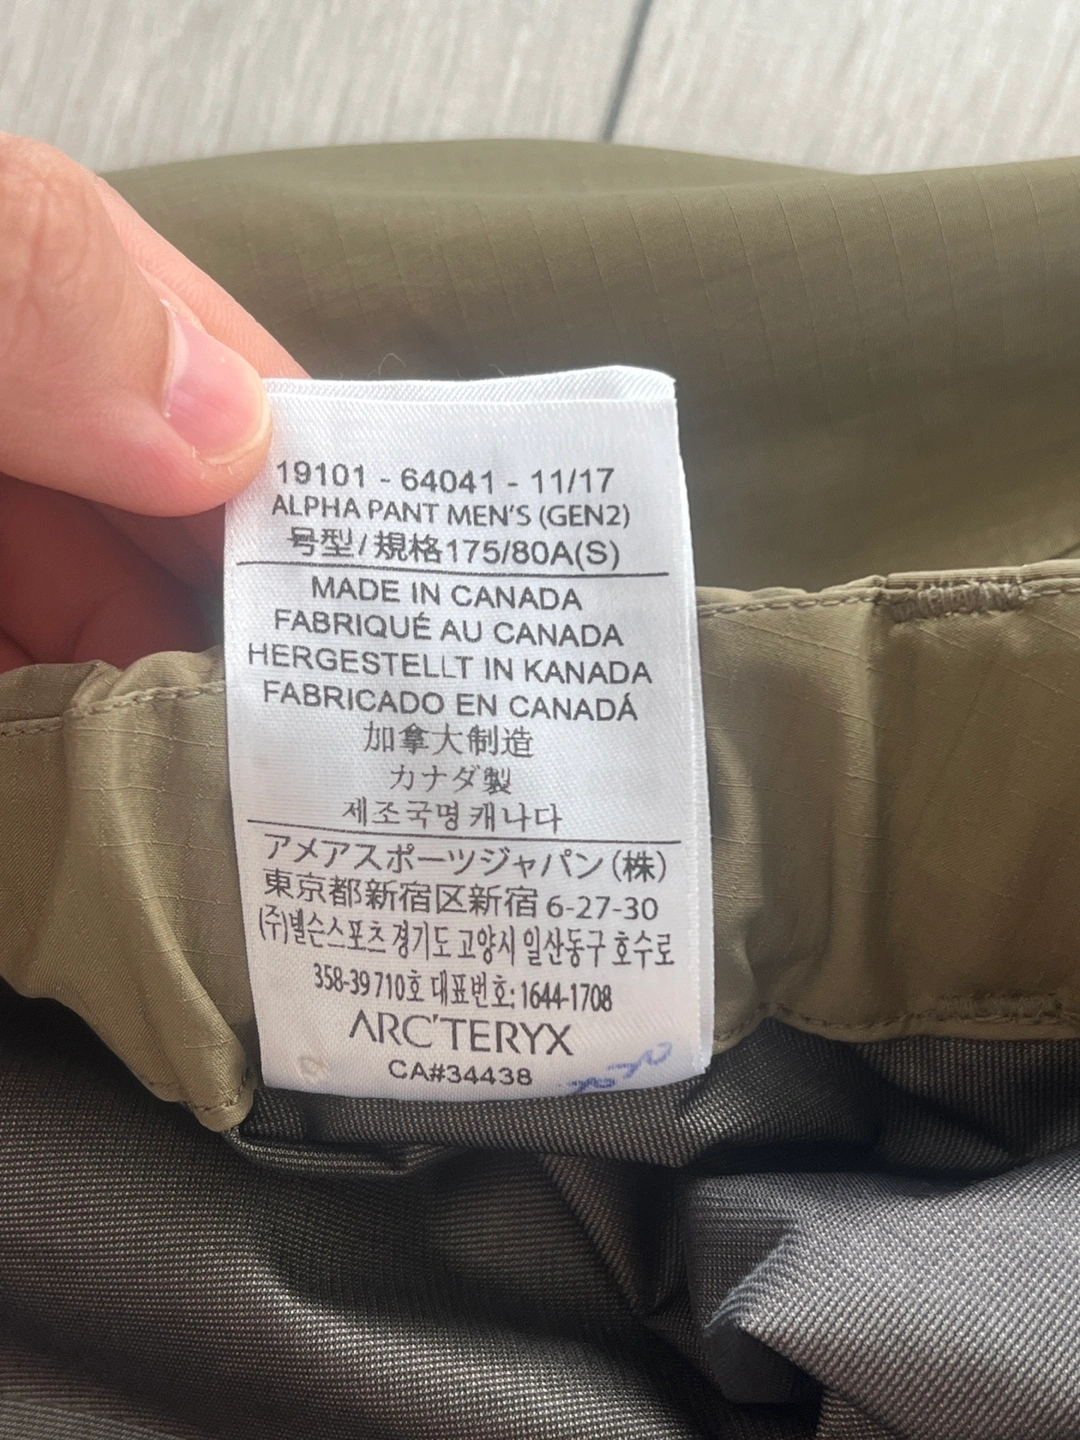 19101 - 64041 - 11/17
ALPHA PANT MEN'S (GEN2)
号型/規格175/80A(S)
MADE IN CANADA
FABRIQUÉ AU CANADA
HERGESTELLT IN KANADA
FABRICADO EN CANADÁ
加拿大制造
カナダ製
제조국명 캐나다
アメアスポーツジャパン(株)
東京都新宿区新宿 6-27-30
(주)넬슨스포츠 경기도 고양시 일산동구 호수로
358-39 710호 대표번호: 1644-1708
ARC'TERYX
CA#34438